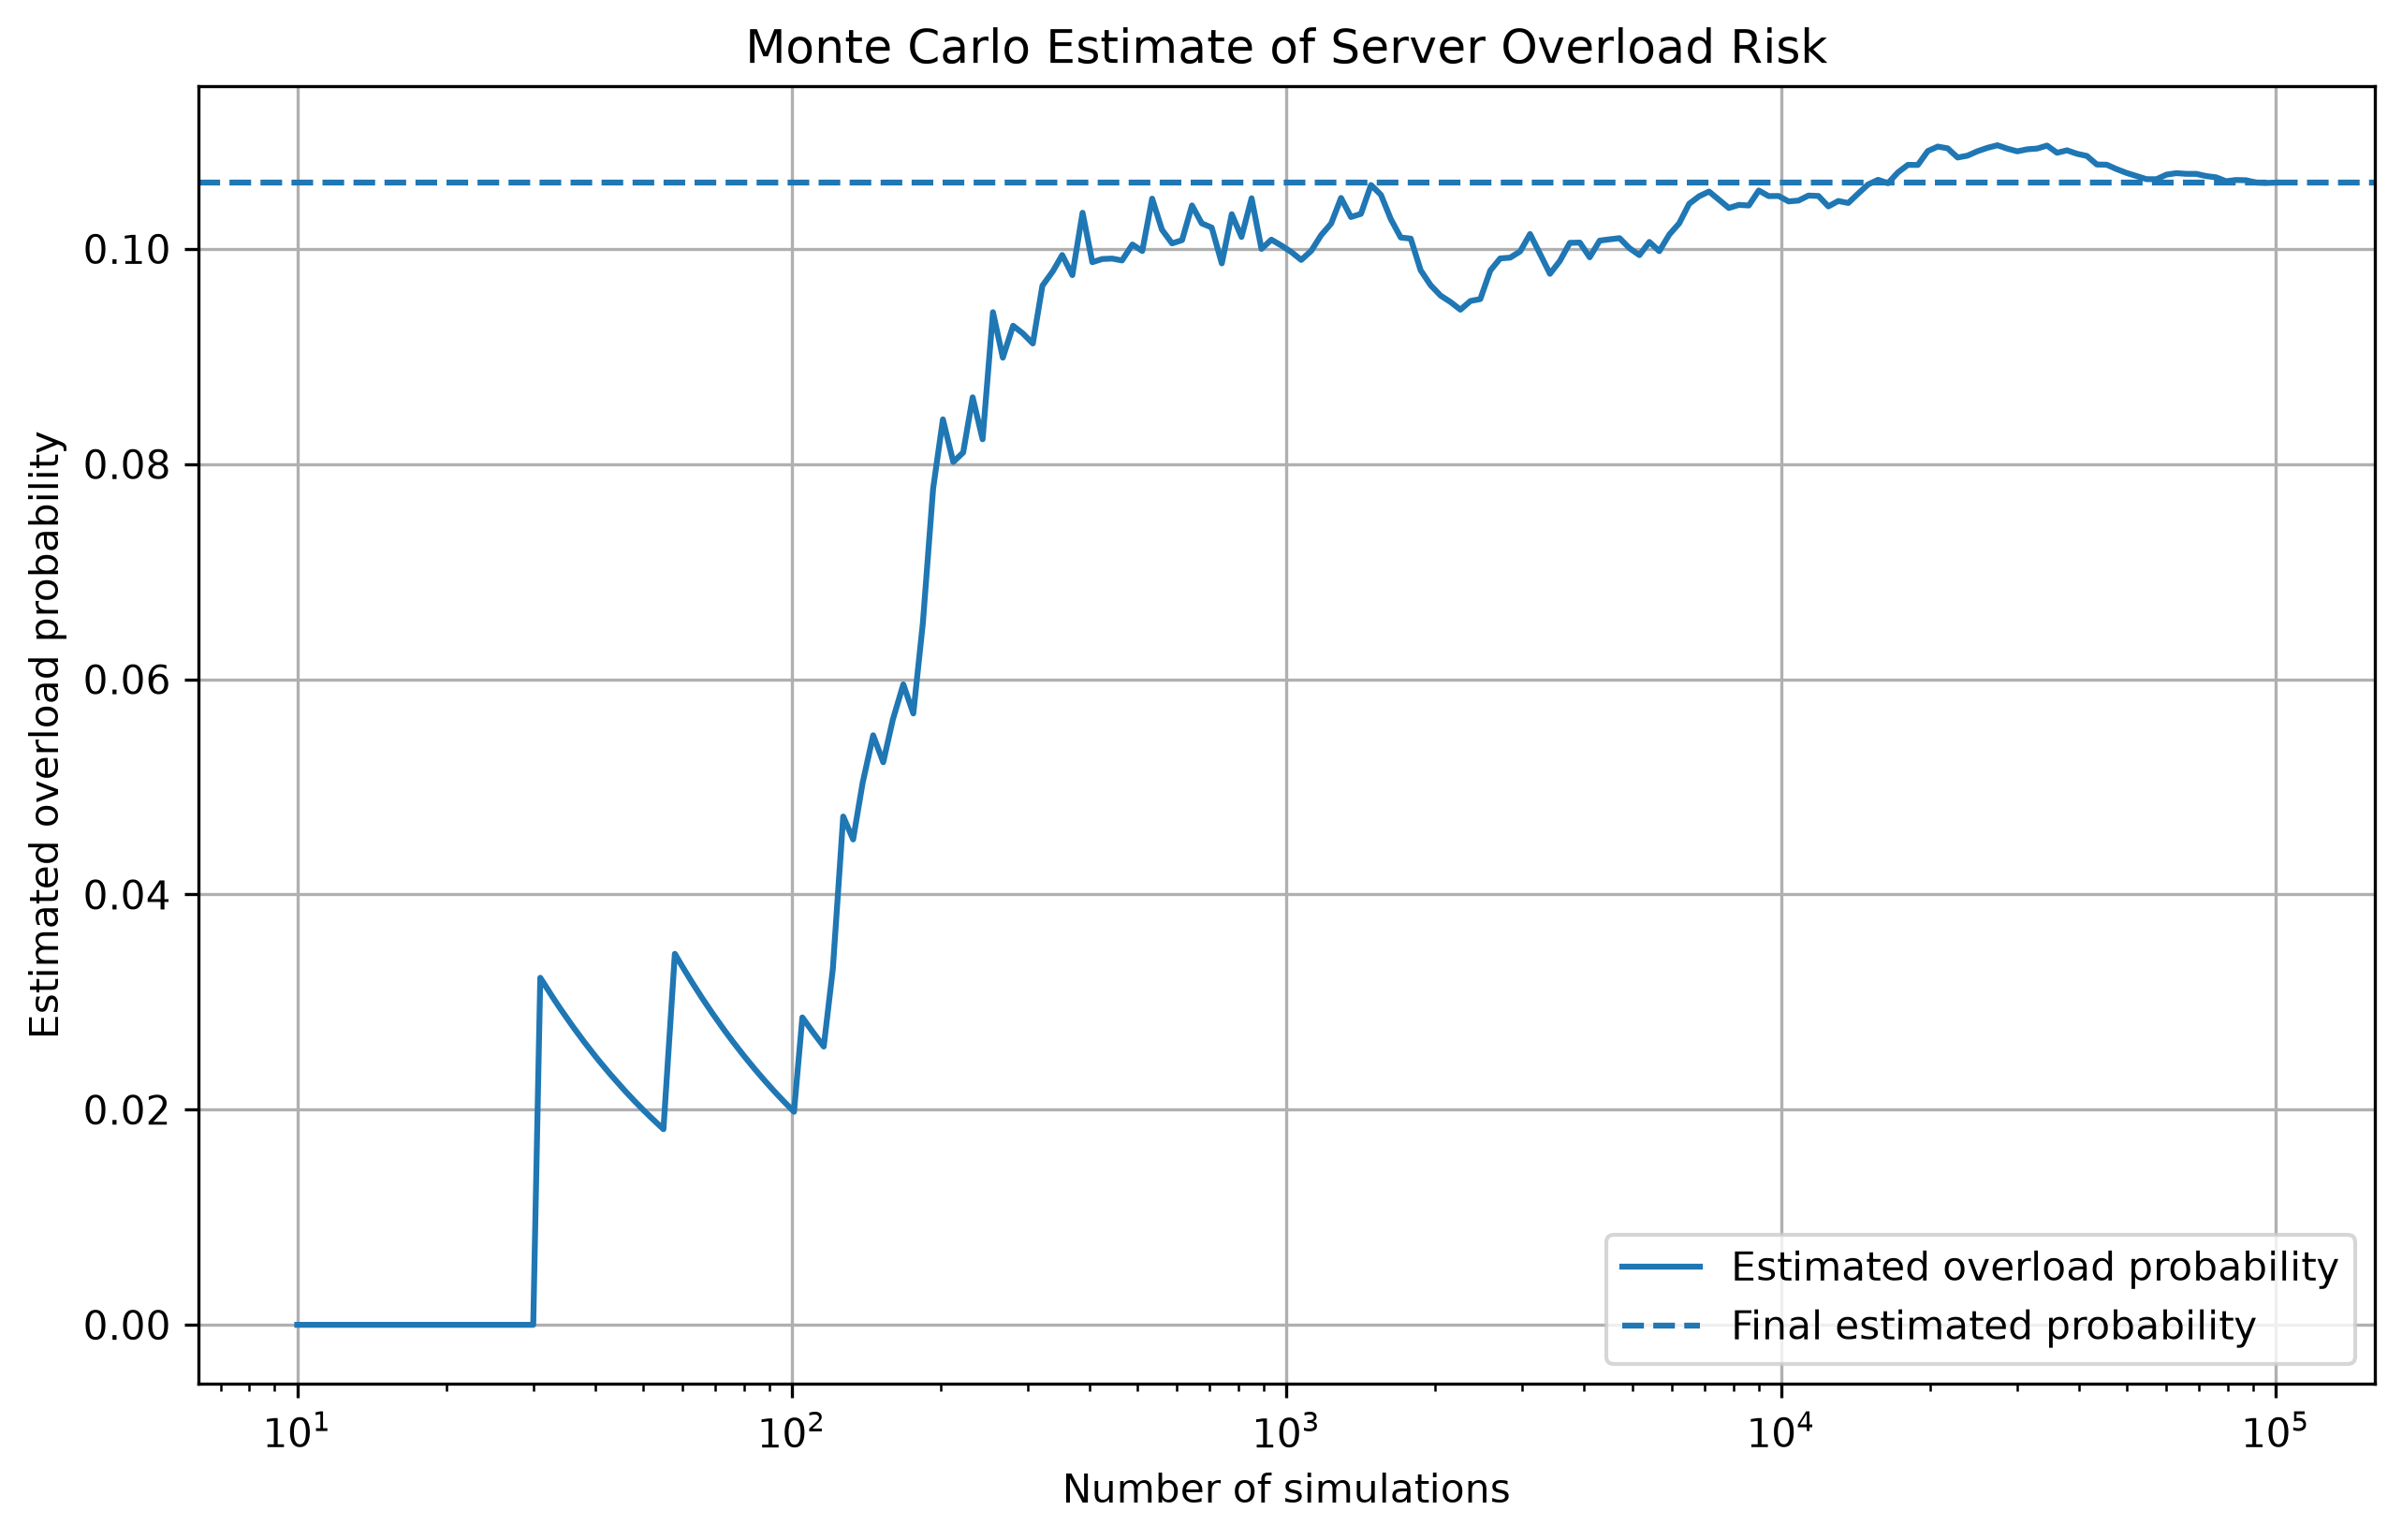 Monte Carlo Estimate of Server Overload Risk
Estimated overload probability
0.10
0.08
0.06
0.04
0.02
0.00
Estimated overload probability
Final estimated probability
10¹
10²
10³
10⁴
10⁵
Number of simulations